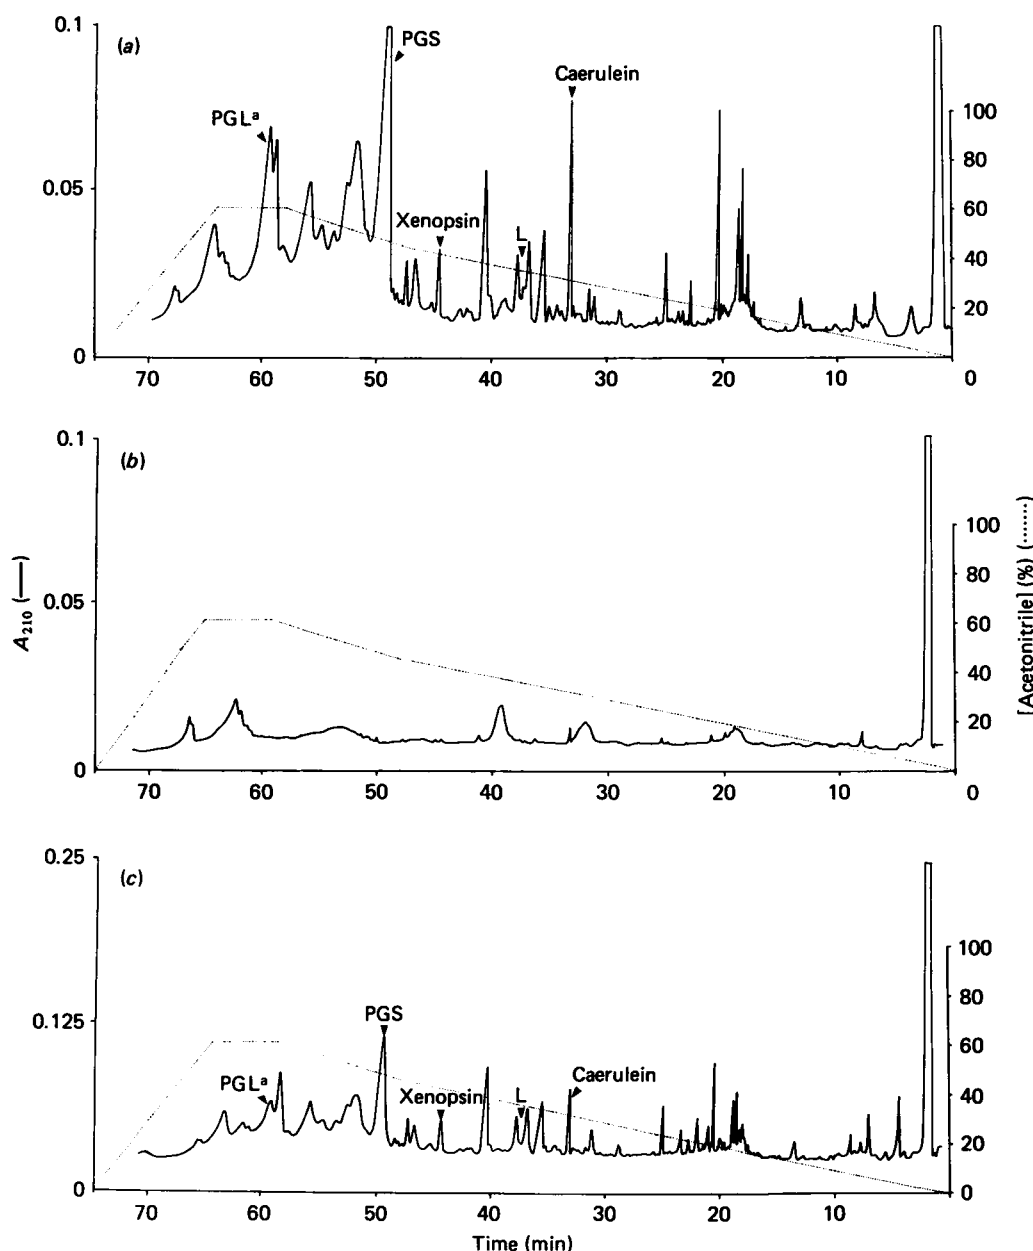 0.1
(a)
PGS
Caerulein
PGLᵃ
100
80
0.05
Xenopsin
L
60
40
20
0
70 60 50 40 30 20 10
0
0.1
(b)
100
80
0.05
60
40
20
0
70 60 50 40 30 20 10
0
A₂₁₀ (——)
[Acetonitrile] (%) (.......)
0.25
(c)
100
PGS
80
0.125
60
PGLᵃ
Xenopsin
L
Caerulein
40
20
0
0
70 60 50 40 30 20 10
Time (min)